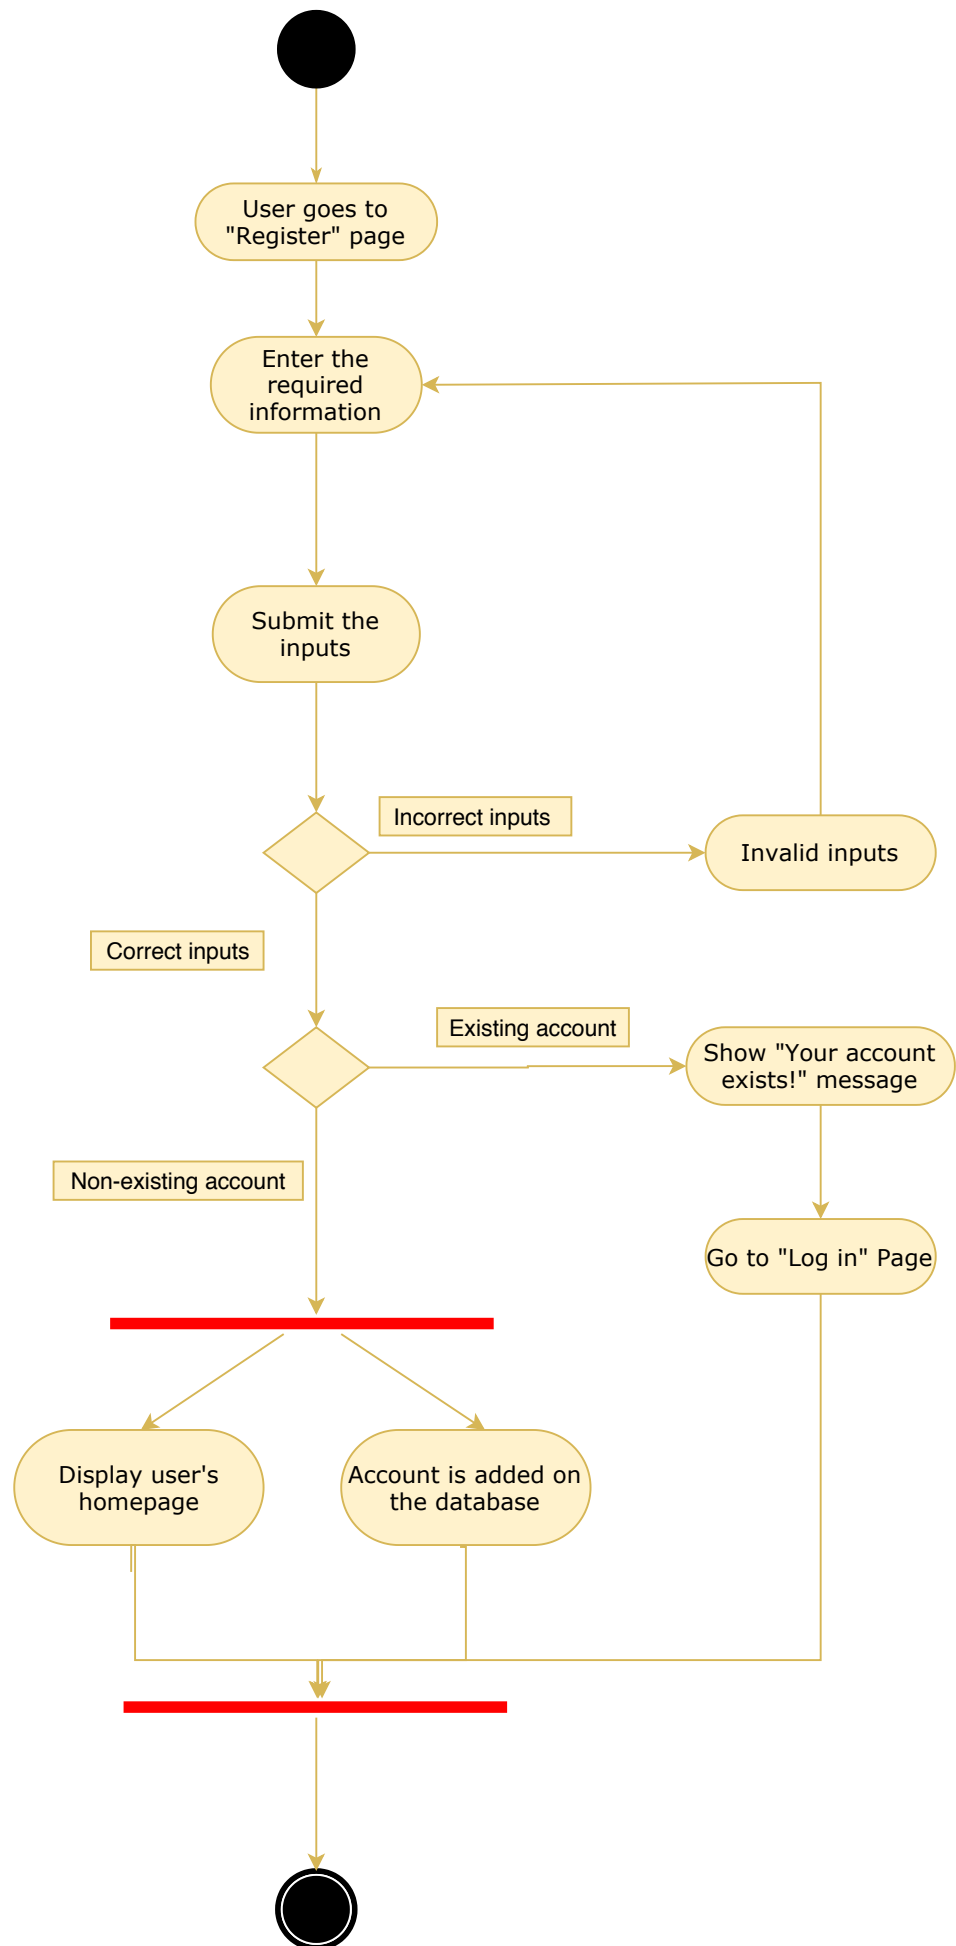 User goes to
"Register" page
Enter the
required
information
Submit the
inputs
Incorrect inputs
Invalid inputs
Correct inputs
Existing account
Show "Your account
exists!" message
Non-existing account
Go to "Log in" Page
Display user's
homepage
Account is added on
the database